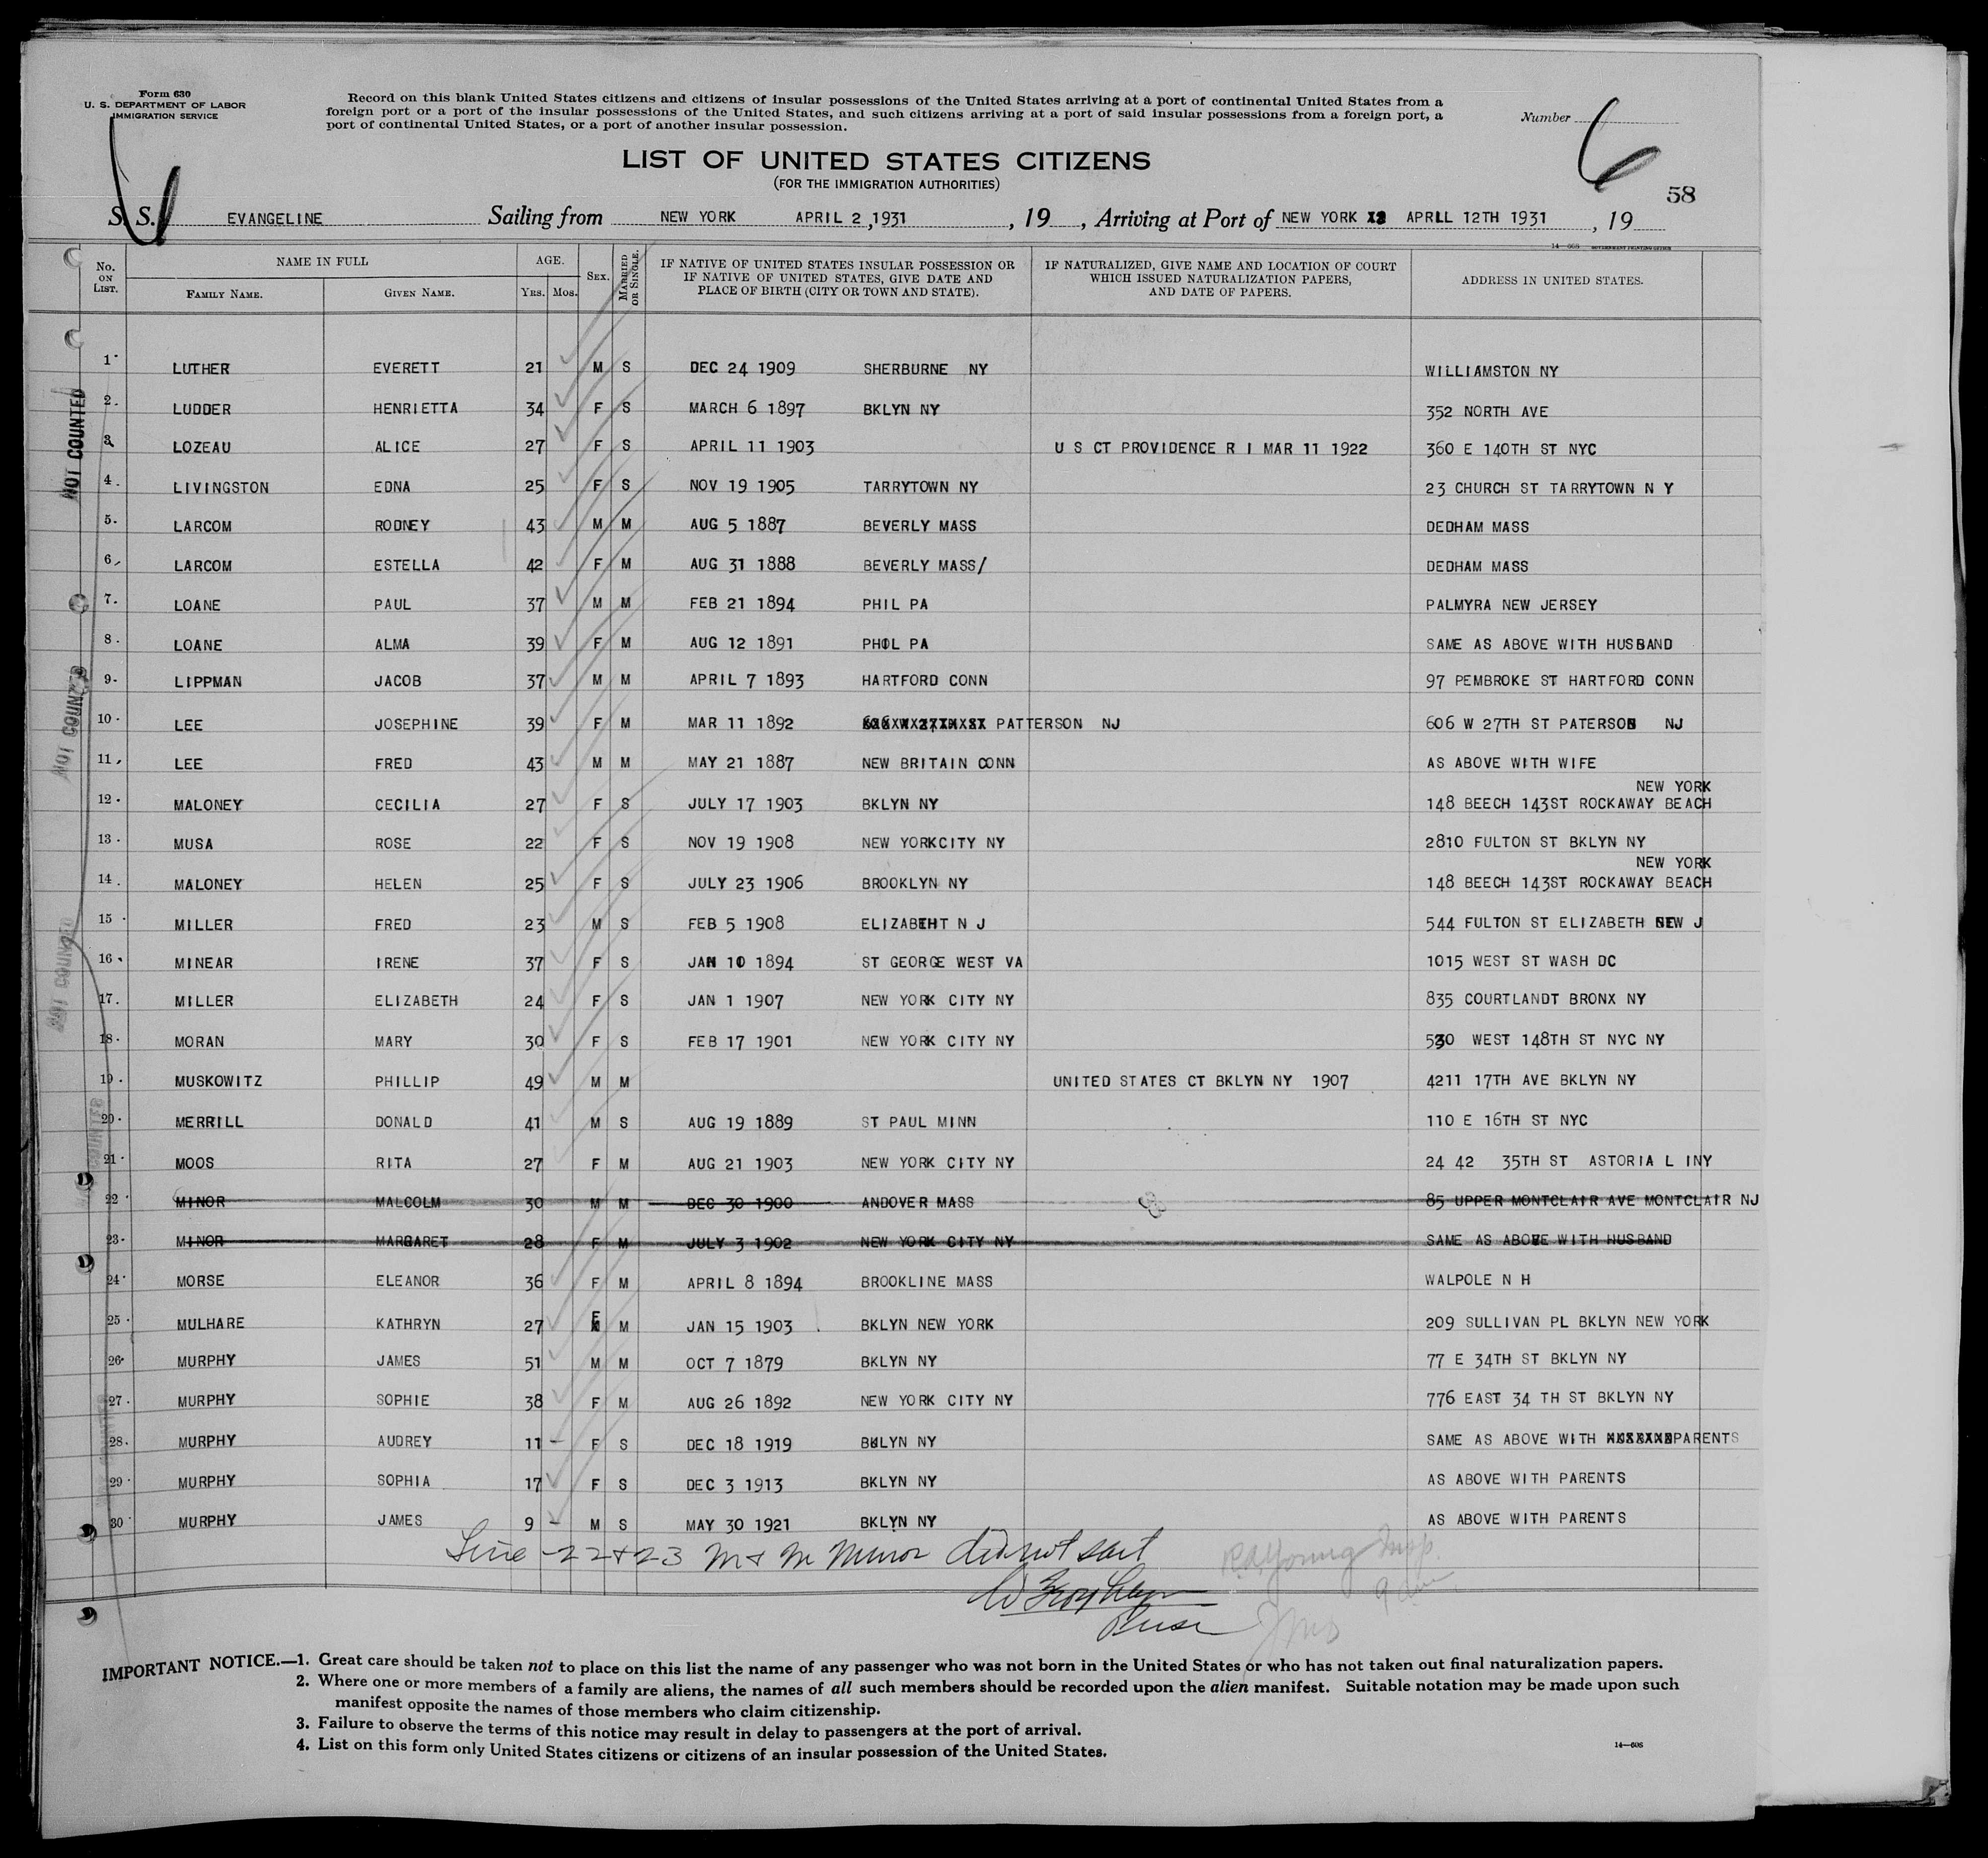 Form 630
U. S. DEPARTMENT OF LABOR
IMMIGRATION SERVICE
Record on this blank United States citizens and citizens of insular possessions of the United States arriving at a port of continental United States from a
foreign port or a port of the insular possessions of the United States, and such citizens arriving at a port of said insular possessions from a foreign port, a
port of continental United States, or a port of another insular possession.
Number
6
6
LIST OF UNITED STATES CITIZENS
(FOR THE IMMIGRATION AUTHORITIES)
58
S. S. EVANGELINE Sailing from NEW YORK APRIL 2, 1931, 19 , Arriving at Port of NEW YORK APRLL 12TH 1931, 19
No. ON LIST. NAME IN FULL AGE. SEX. MARRIED OR SINGLE. IF NATIVE OF UNITED STATES INSULAR POSSESSION OR IF NATIVE OF UNITED STATES, GIVE DATE AND PLACE OF BIRTH (CITY OR TOWN AND STATE). IF NATURALIZED, GIVE NAME AND LOCATION OF COURT WHICH ISSUED NATURALIZATION PAPERS, AND DATE OF PAPERS. ADDRESS IN UNITED STATES.
FAMILY NAME. GIVEN NAME. YRS. MOS.
1 LUTHER EVERETT 21 M S DEC 24 1909 SHERBURNE NY WILLIAMSTON NY
2 LUDDER HENRIETTA 34 F S MARCH 6 1897 BKLYN NY 352 NORTH AVE
3 LOZEAU ALICE 27 F S APRIL 11 1903 U S CT PROVIDENCE R I MAR 11 1922 360 E 140TH ST NYC
4 LIVINGSTON EDNA 25 F S NOV 19 1905 TARRYTOWN NY 23 CHURCH ST TARRYTOWN N Y
5 LARCOM RODNEY 43 M M AUG 5 1887 BEVERLY MASS DEDHAM MASS
6 LARCOM ESTELLA 42 F M AUG 31 1888 BEVERLY MASS/ DEDHAM MASS
7 LOANE PAUL 37 M M FEB 21 1894 PHIL PA PALMYRA NEW JERSEY
8 LOANE ALMA 39 F M AUG 12 1891 PHIL PA SAME AS ABOVE WITH HUSBAND
9 LIPPMAN JACOB 37 M M APRIL 7 1893 HARTFORD CONN 97 PEMBROKE ST HARTFORD CONN
10 LEE JOSEPHINE 39 F M MAR 11 1892 PATTERSON NJ 606 W 27TH ST PATERSON NJ
11 LEE FRED 43 M M MAY 21 1887 NEW BRITAIN CONN AS ABOVE WITH WIFE
NEW YORK
12 MALONEY CECILIA 27 F S JULY 17 1903 BKLYN NY 148 BEECH 143ST ROCKAWAY BEACH
13 MUSA ROSE 22 F S NOV 19 1908 NEW YORKCITY NY 2810 FULTON ST BKLYN NY
NEW YORK
14 MALONEY HELEN 25 F S JULY 23 1906 BROOKLYN NY 148 BEECH 143ST ROCKAWAY BEACH
15 MILLER FRED 23 M S FEB 5 1908 ELIZABEHT N J 544 FULTON ST ELIZABETH NEW J
16 MINEAR IRENE 37 F S JAN 10 1894 ST GEORGE WEST VA 1015 WEST ST WASH DC
17 MILLER ELIZABETH 24 F S JAN 1 1907 NEW YORK CITY NY 835 COURTLANDT BRONX NY
18 MORAN MARY 30 F S FEB 17 1901 NEW YORK CITY NY 530 WEST 148TH ST NYC NY
19 MUSKOWITZ PHILLIP 49 M M UNITED STATES CT BKLYN NY 1907 4211 17TH AVE BKLYN NY
20 MERRILL DONALD 41 M S AUG 19 1889 ST PAUL MINN 110 E 16TH ST NYC
21 MOOS RITA 27 F M AUG 21 1903 NEW YORK CITY NY 24 42 35TH ST ASTORIA L INY
22 MINOR MALCOLM 30 M M DEC 30 1900 ANDOVER MASS 85 UPPER MONTCLAIR AVE MONTCLAIR NJ
23 MINOR MARGARET 28 F M JULY 3 1902 NEW YORK CITY NY SAME AS ABOVE WITH HUSBAND
24 MORSE ELEANOR 36 F M APRIL 8 1894 BROOKLINE MASS WALPOLE N H
25 MULHARE KATHRYN 27 F M JAN 15 1903 BKLYN NEW YORK 209 SULLIVAN PL BKLYN NEW YORK
26 MURPHY JAMES 51 M M OCT 7 1879 BKLYN NY 77 E 34TH ST BKLYN NY
27 MURPHY SOPHIE 38 F M AUG 26 1892 NEW YORK CITY NY 776 EAST 34 TH ST BKLYN NY
28 MURPHY AUDREY 11 - F S DEC 18 1919 BKLYN NY SAME AS ABOVE WITH PARENTS
29 MURPHY SOPHIA 17 F S DEC 3 1913 BKLYN NY AS ABOVE WITH PARENTS
30 MURPHY JAMES 9 - M S MAY 30 1921 BKLYN NY AS ABOVE WITH PARENTS
NOT COUNTED
NOT COUNTED
NOT COUNTED
Line 22 + 23 M + M Minor did not sail
IMPORTANT NOTICE.—1. Great care should be taken not to place on this list the name of any passenger who was not born in the United States or who has not taken out final naturalization papers.
2. Where one or more members of a family are aliens, the names of all such members should be recorded upon the alien manifest. Suitable notation may be made upon such
manifest opposite the names of those members who claim citizenship.
3. Failure to observe the terms of this notice may result in delay to passengers at the port of arrival.
4. List on this form only United States citizens or citizens of an insular possession of the United States.